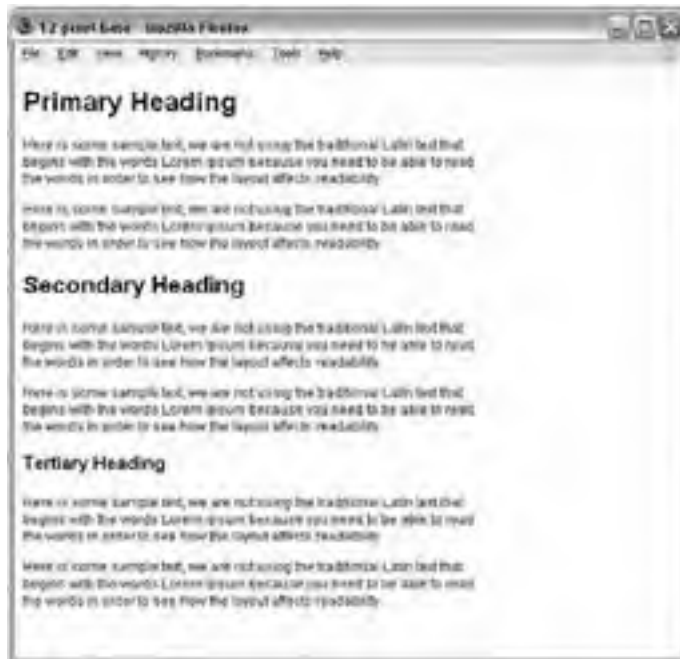 12 pixel base - Mozilla Firefox
File Edit View History Bookmarks Tools Help
Primary Heading
Here is some sample text, we are not using the traditional Latin text that
begins with the words Lorem ipsum because you need to be able to read
the words in order to see how the layout affects readability.
Here is some sample text, we are not using the traditional Latin text that
begins with the words Lorem ipsum because you need to be able to read
the words in order to see how the layout affects readability.
Secondary Heading
Here is some sample text, we are not using the traditional Latin text that
begins with the words Lorem ipsum because you need to be able to read
the words in order to see how the layout affects readability.
Here is some sample text, we are not using the traditional Latin text that
begins with the words Lorem ipsum because you need to be able to read
the words in order to see how the layout affects readability.
Tertiary Heading
Here is some sample text, we are not using the traditional Latin text that
begins with the words Lorem ipsum because you need to be able to read
the words in order to see how the layout affects readability.
Here is some sample text, we are not using the traditional Latin text that
begins with the words Lorem ipsum because you need to be able to read
the words in order to see how the layout affects readability.